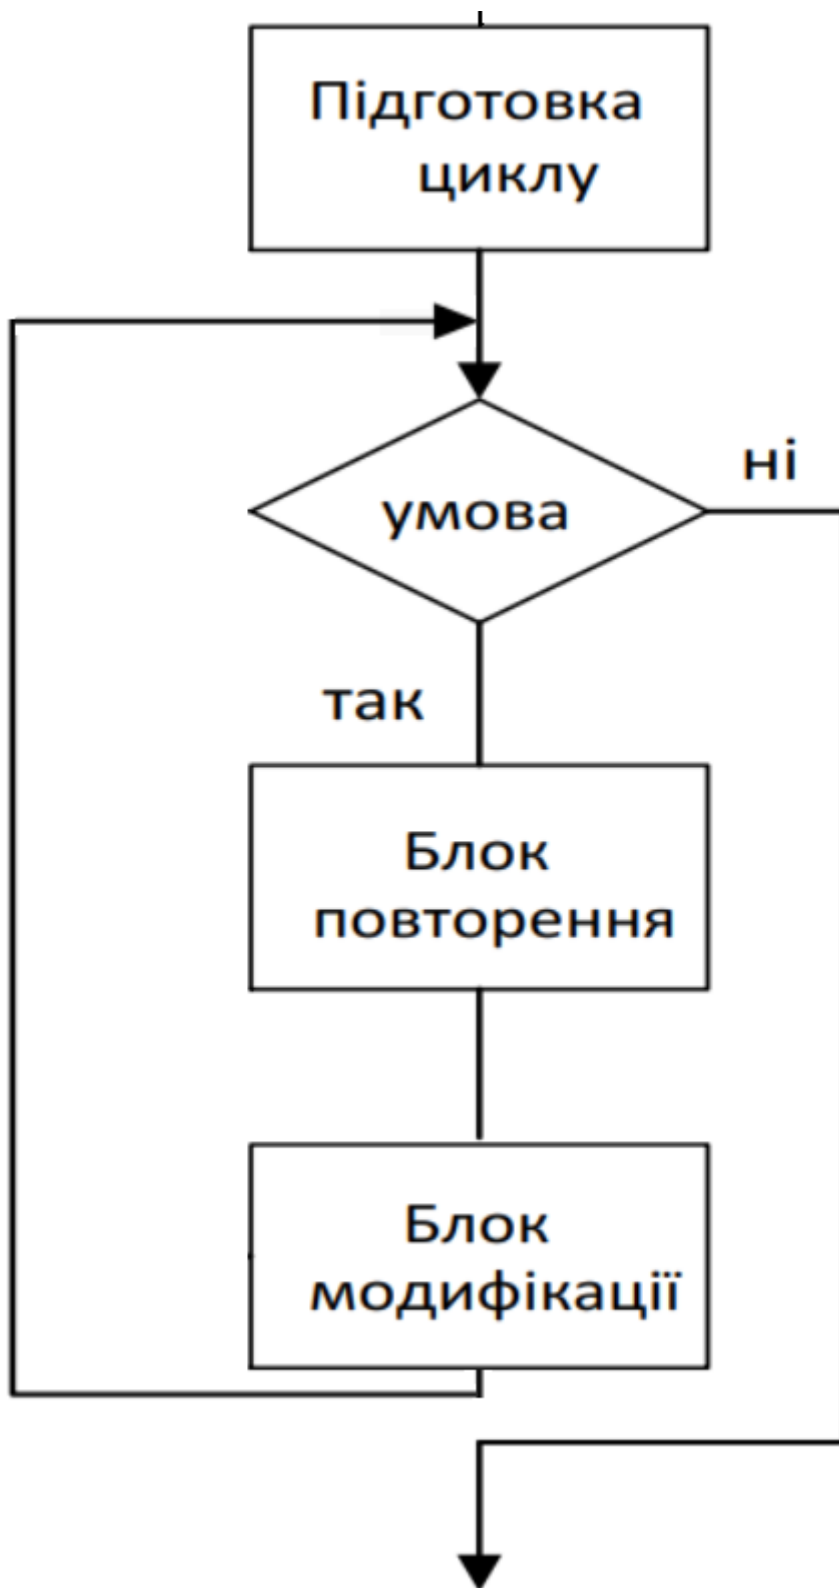 Підготовка
циклу
умова
ні
так
Блок
повторення
Блок
модифікації